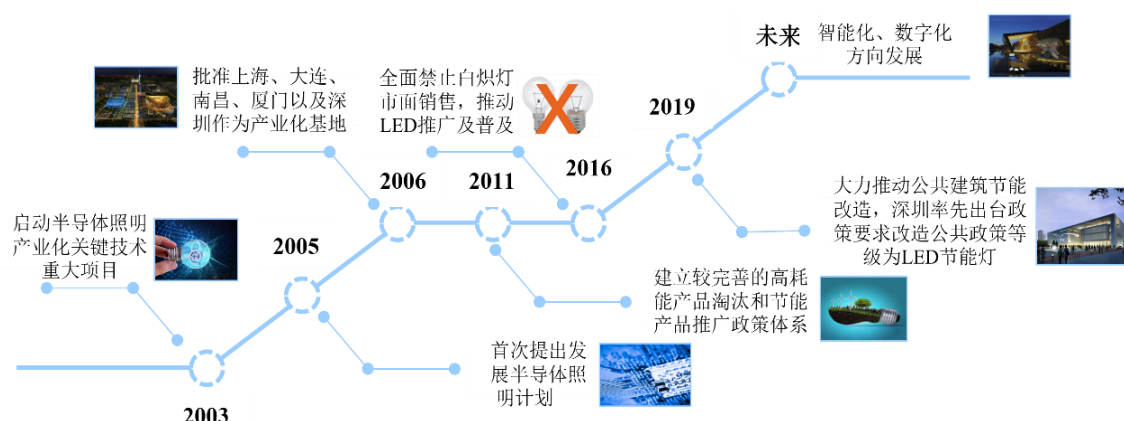 未来
智能化、数字化
方向发展
批准上海、大连、
南昌、厦门以及深
圳作为产业化基地
全面禁止白炽灯
市面销售，推动
LED推广及普及
2019
2006
2011
2016
大力推动公共建筑节能
改造，深圳率先出台政
策要求改造公共政策等
级为LED节能灯
启动半导体照明
产业化关键技术
重大项目
2005
建立较完善的高耗
能产品淘汰和节能
产品推广政策体系
首次提出发
展半导体照
明计划
2003